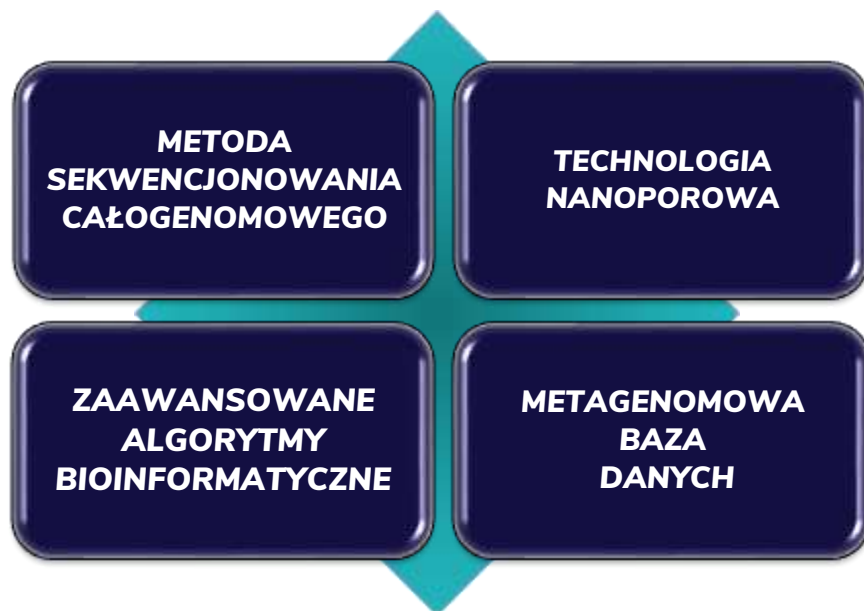 METODA
SEKWENCJONOWANIA
CAŁOGENOMOWEGO
TECHNOLOGIA
NANOPOROWA
ZAAWANSOWANE
ALGORYTMY
BIOINFORMATYCZNE
METAGENOMOWA
BAZA
DANYCH